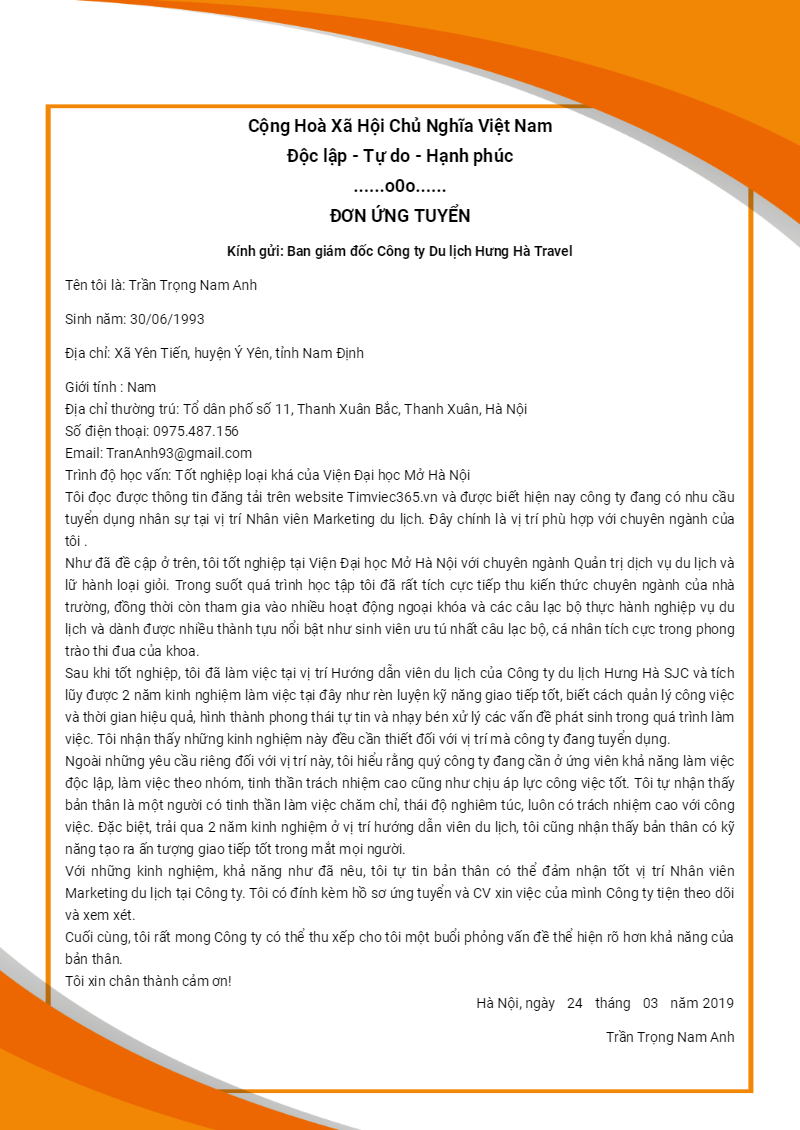 Cộng Hoà Xã Hội Chủ Nghĩa Việt Nam
Độc lập - Tự do - Hạnh phúc
......o0o......
ĐƠN ỨNG TUYỂN
Kính gửi: Ban giám đốc Công ty Du lịch Hưng Hà Travel
Tên tôi là: Trần Trọng Nam Anh
Sinh năm: 30/06/1993
Địa chỉ: Xã Yên Tiến, huyện Ý Yên, tỉnh Nam Định
Giới tính : Nam
Địa chỉ thường trú: Tổ dân phố số 11, Thanh Xuân Bắc, Thanh Xuân, Hà Nội
Số điện thoại: 0975.487.156
Email: TranAnh93@gmail.com
Trình độ học vấn: Tốt nghiệp loại khá của Viện Đại học Mở Hà Nội
Tôi đọc được thông tin đăng tải trên website Timviec365.vn và được biết hiện nay công ty đang có nhu cầu
tuyển dụng nhân sự tại vị trí Nhân viên Marketing du lịch. Đây chính là vị trí phù hợp với chuyên ngành của
tôi .
Như đã đề cập ở trên, tôi tốt nghiệp tại Viện Đại học Mở Hà Nội với chuyên ngành Quản trị dịch vụ du lịch và
lữ hành loại giỏi. Trong suốt quá trình học tập tôi đã rất tích cực tiếp thu kiến thức chuyên ngành của nhà
trường, đồng thời còn tham gia vào nhiều hoạt động ngoại khóa và các câu lạc bộ thực hành nghiệp vụ du
lịch và dành được nhiều thành tựu nổi bật như sinh viên ưu tú nhất câu lạc bộ, cá nhân tích cực trong phong
trào thi đua của khoa.
Sau khi tốt nghiệp, tôi đã làm việc tại vị trí Hướng dẫn viên du lịch của Công ty du lịch Hưng Hà SJC và tích
lũy được 2 năm kinh nghiệm làm việc tại đây như rèn luyện kỹ năng giao tiếp tốt, biết cách quản lý công việc
và thời gian hiệu quả, hình thành phong thái tự tin và nhạy bén xử lý các vấn đề phát sinh trong quá trình làm
việc. Tôi nhận thấy những kinh nghiệm này đều cần thiết đối với vị trí mà công ty đang tuyển dụng.
Ngoài những yêu cầu riêng đối với vị trí này, tôi hiểu rằng quý công ty đang cần ở ứng viên khả năng làm việc
độc lập, làm việc theo nhóm, tinh thần trách nhiệm cao cũng như chịu áp lực công việc tốt. Tôi tự nhận thấy
bản thân là một người có tinh thần làm việc chăm chỉ, thái độ nghiêm túc, luôn có trách nhiệm cao với công
việc. Đặc biệt, trải qua 2 năm kinh nghiệm ở vị trí hướng dẫn viên du lịch, tôi cũng nhận thấy bản thân có kỹ
năng tạo ra ấn tượng giao tiếp tốt trong mắt mọi người.
Với những kinh nghiệm, khả năng như đã nêu, tôi tự tin bản thân có thể đảm nhận tốt vị trí Nhân viên
Marketing du lịch tại Công ty. Tôi có đính kèm hồ sơ ứng tuyển và CV xin việc của mình Công ty tiện theo dõi
và xem xét.
Cuối cùng, tôi rất mong Công ty có thể thu xếp cho tôi một buổi phỏng vấn đề thể hiện rõ hơn khả năng của
bản thân.
Tôi xin chân thành cảm ơn!
Hà Nội, ngày 24 tháng 03 năm 2019
Trần Trọng Nam Anh